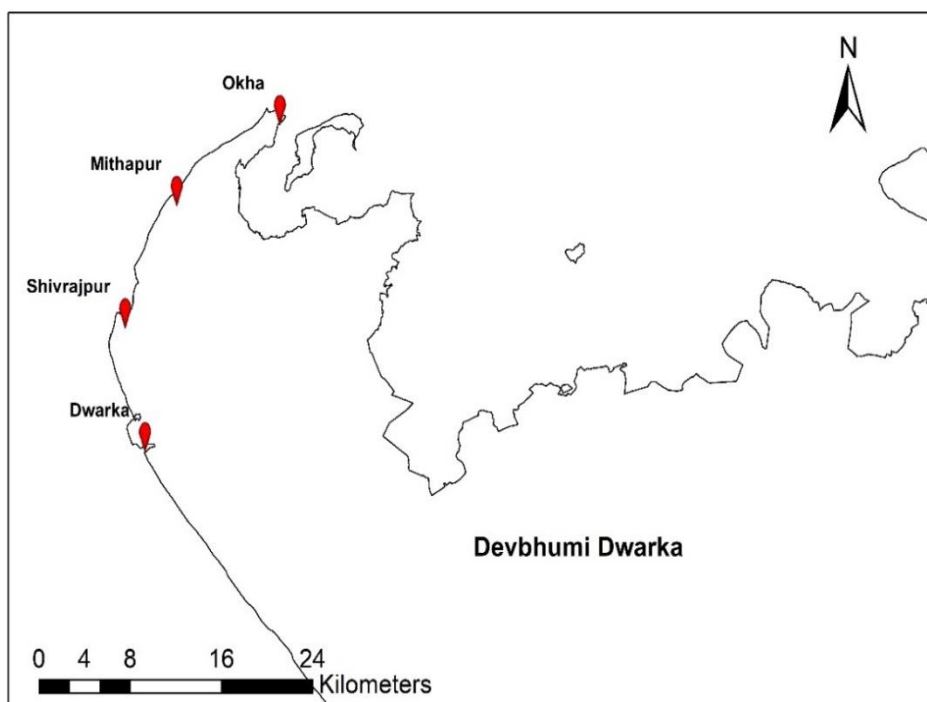 N
Okha
Mithapur
Shivrajpur
Dwarka
Devbhumi Dwarka
0 4 8 16 24
Kilometers